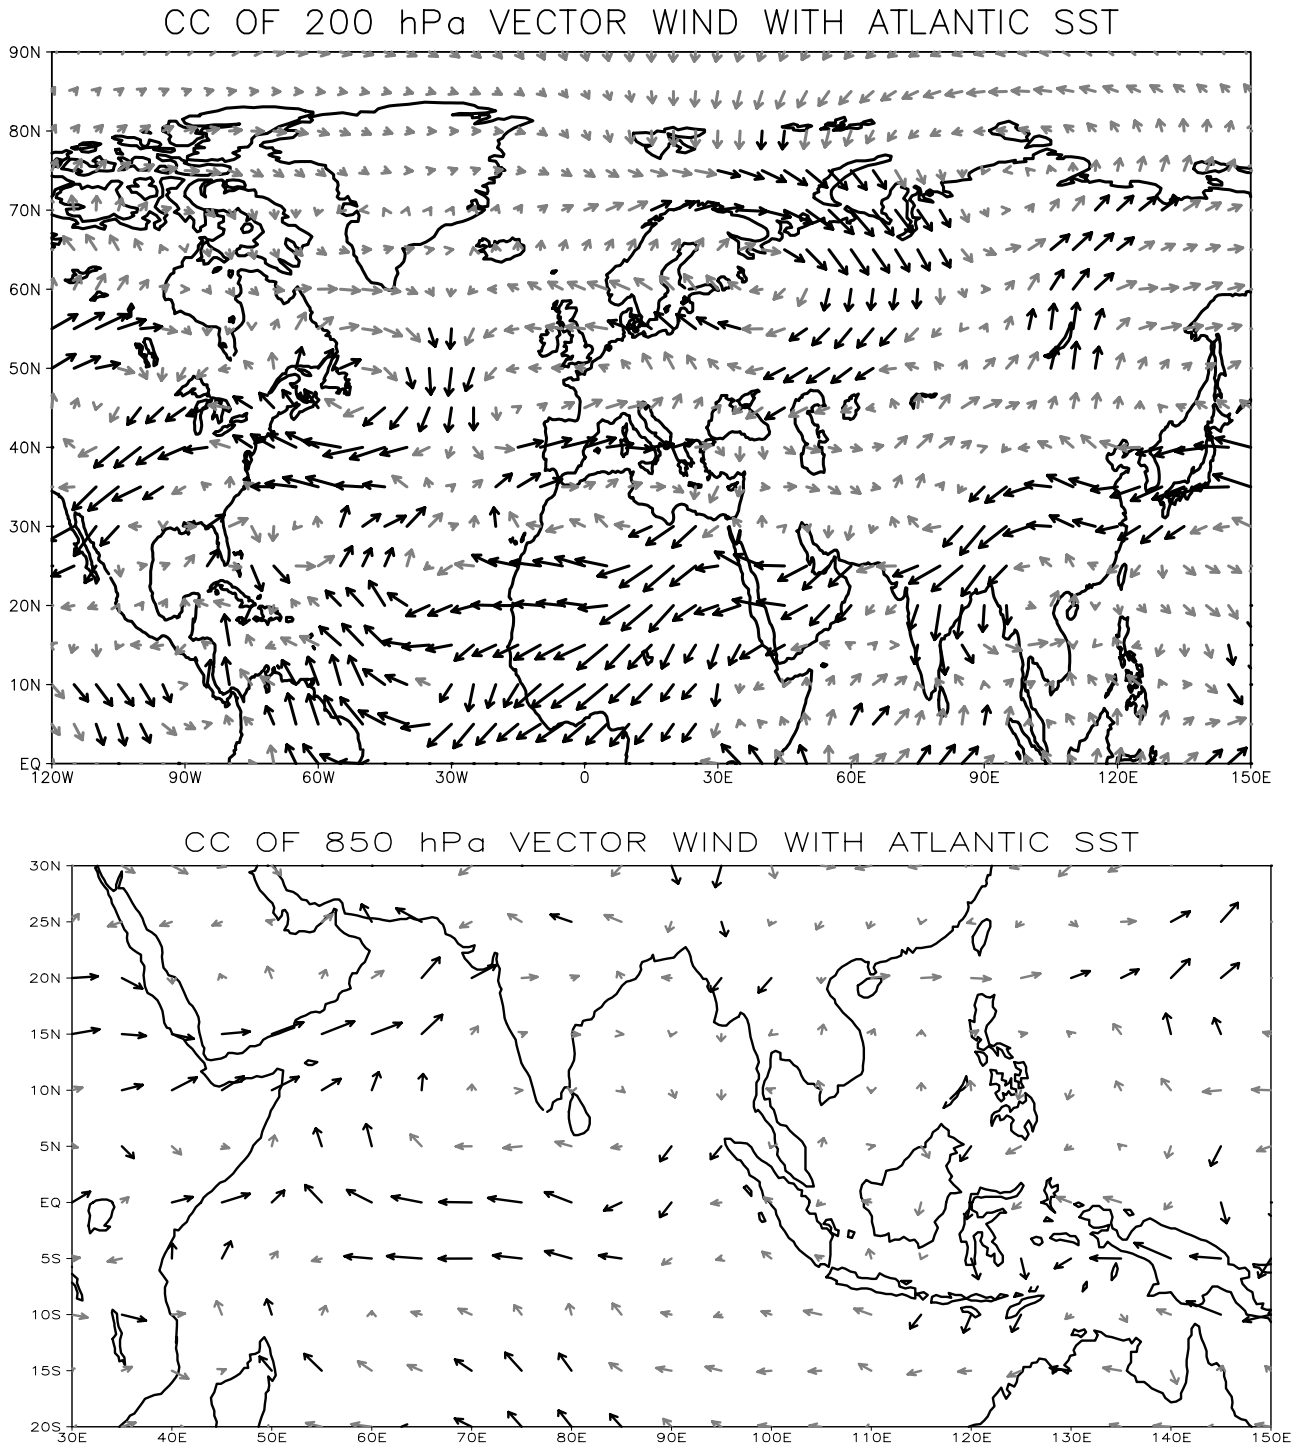 CC OF 200 hPa VECTOR WIND WITH ATLANTIC SST
90N
80N
70N
60N
50N
40N
30N
20N
10N
EQ
120W 90W 60W 30W 0 30E 60E 90E 120E 150E
CC OF 850 hPa VECTOR WIND WITH ATLANTIC SST
30N
25N
20N
15N
10N
5N
EQ
5S
10S
15S
20S
30E 40E 50E 60E 70E 80E 90E 100E 110E 120E 130E 140E 150E